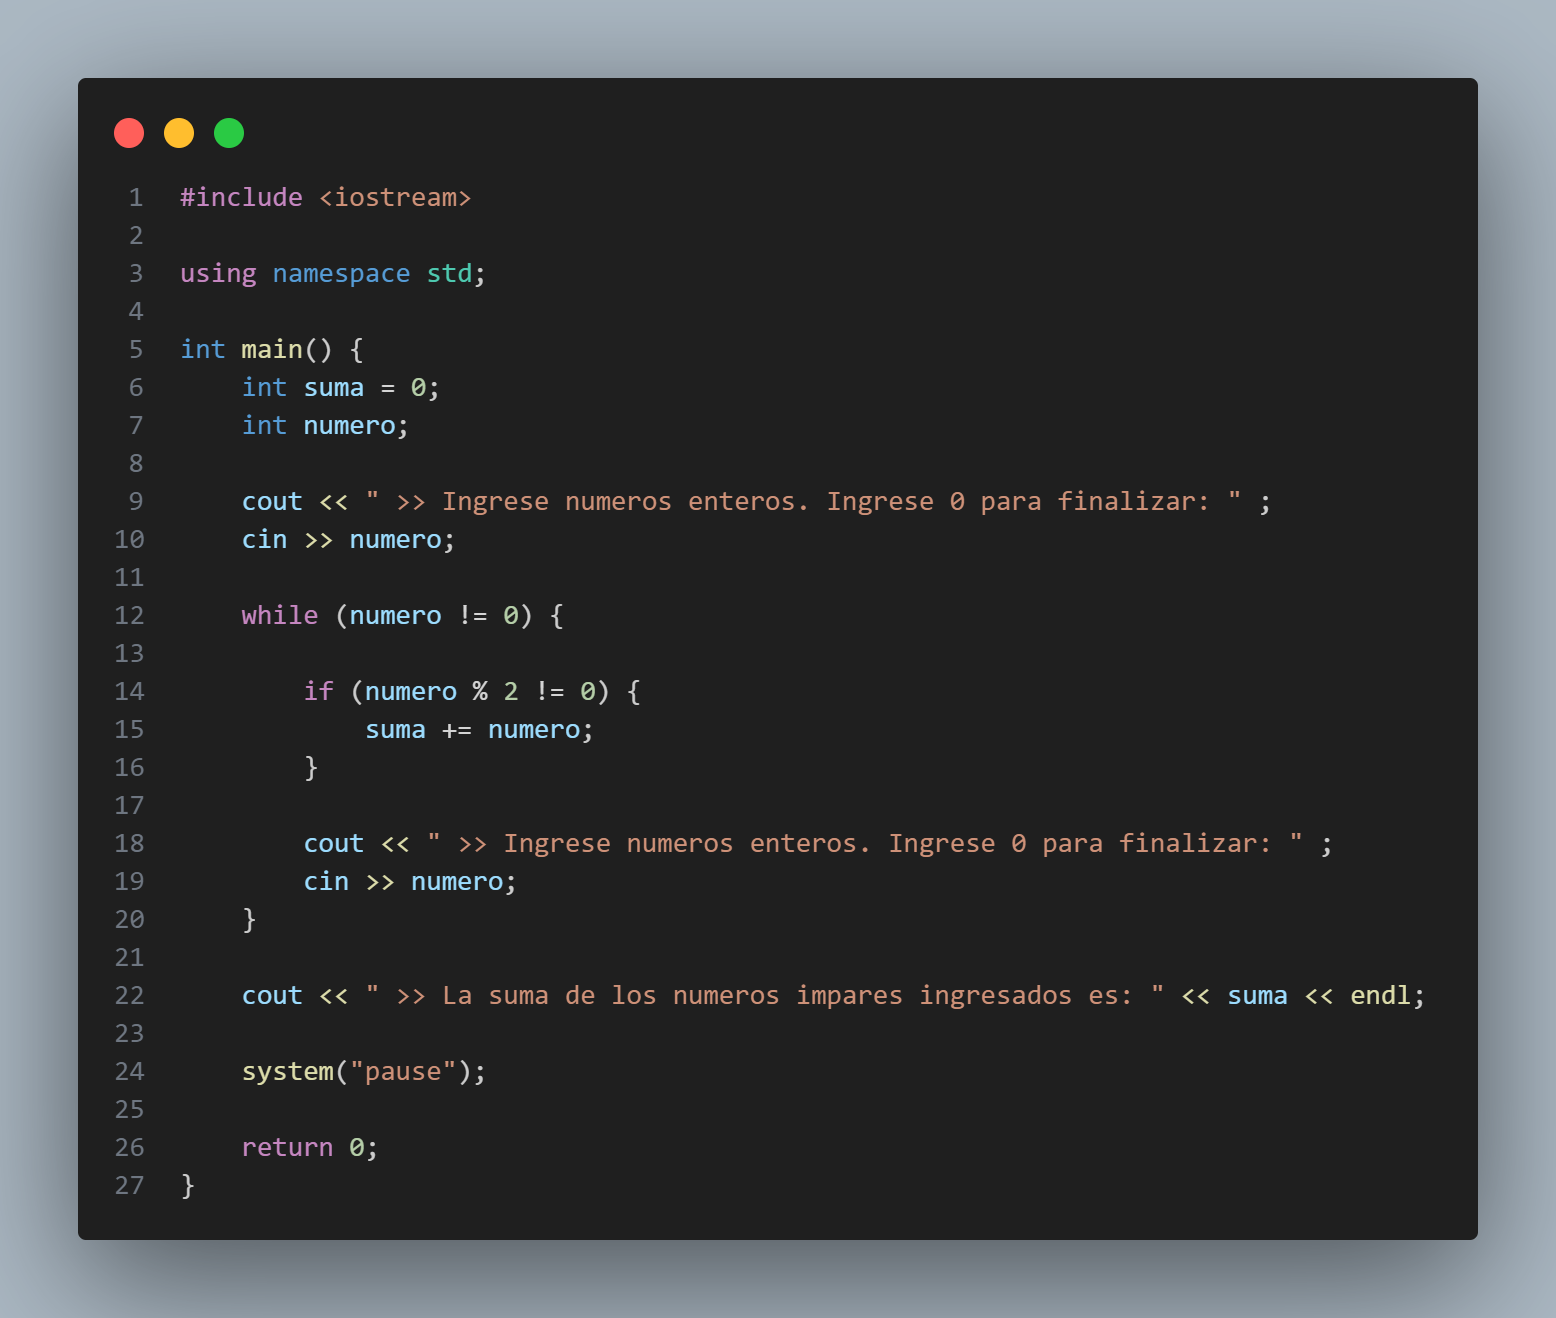 1 #include <iostream>
2
3 using namespace std;
4
5 int main() {
6     int suma = 0;
7     int numero;
8
9     cout << " >> Ingrese numeros enteros. Ingrese 0 para finalizar: " ;
10     cin >> numero;
11
12     while (numero != 0) {
13
14         if (numero % 2 != 0) {
15             suma += numero;
16         }
17
18         cout << " >> Ingrese numeros enteros. Ingrese 0 para finalizar: " ;
19         cin >> numero;
20     }
21
22     cout << " >> La suma de los numeros impares ingresados es: " << suma << endl;
23
24     system("pause");
25
26     return 0;
27 }